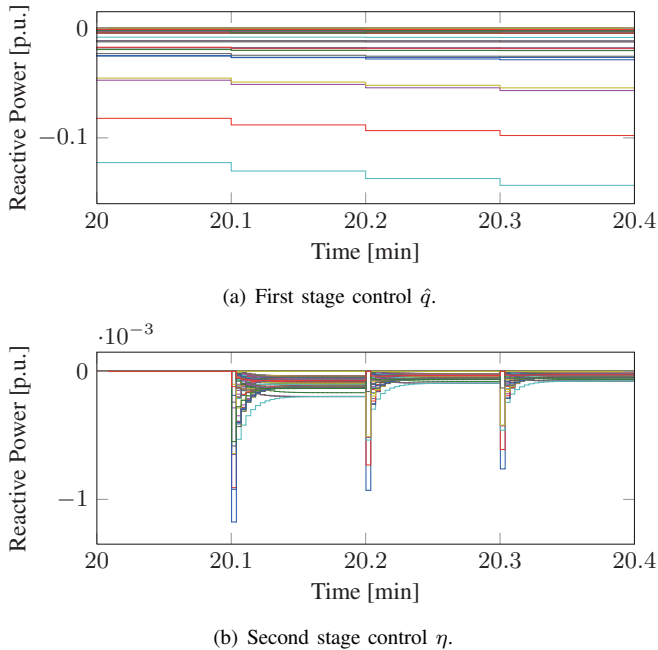 0
−0.1
Reactive Power [p.u.]
20 20.1 20.2 20.3 20.4
Time [min]
(a) First stage control q̂.
·10−3
0
−1
Reactive Power [p.u.]
20 20.1 20.2 20.3 20.4
Time [min]
(b) Second stage control η.